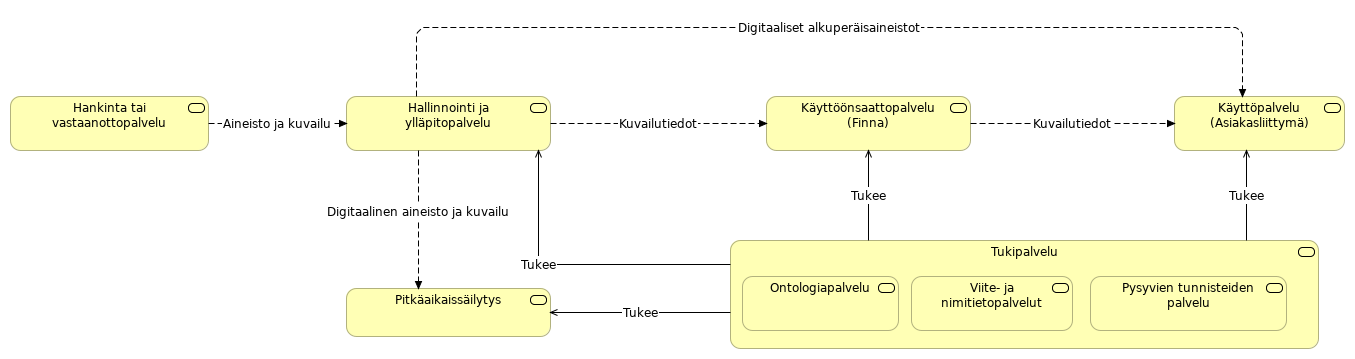 Digitaaliset alkuperäisaineistot
Hankinta tai
vastaanottopalvelu
Aineisto ja kuvailu
Hallinnointi ja
ylläpitopalvelu
Kuvailutiedot
Käyttöönsaattopalvelu
(Finna)
Kuvailutiedot
Käyttöpalvelu
(Asiakasliittymä)
Digitaalinen aineisto ja kuvailu
Tukee
Tukee
Tukee
Tukipalvelu
Pitkäaikaissäilytys
Tukee
Ontologiapalvelu
Viite- ja
nimitietopalvelut
Pysyvien tunnisteiden
palvelu